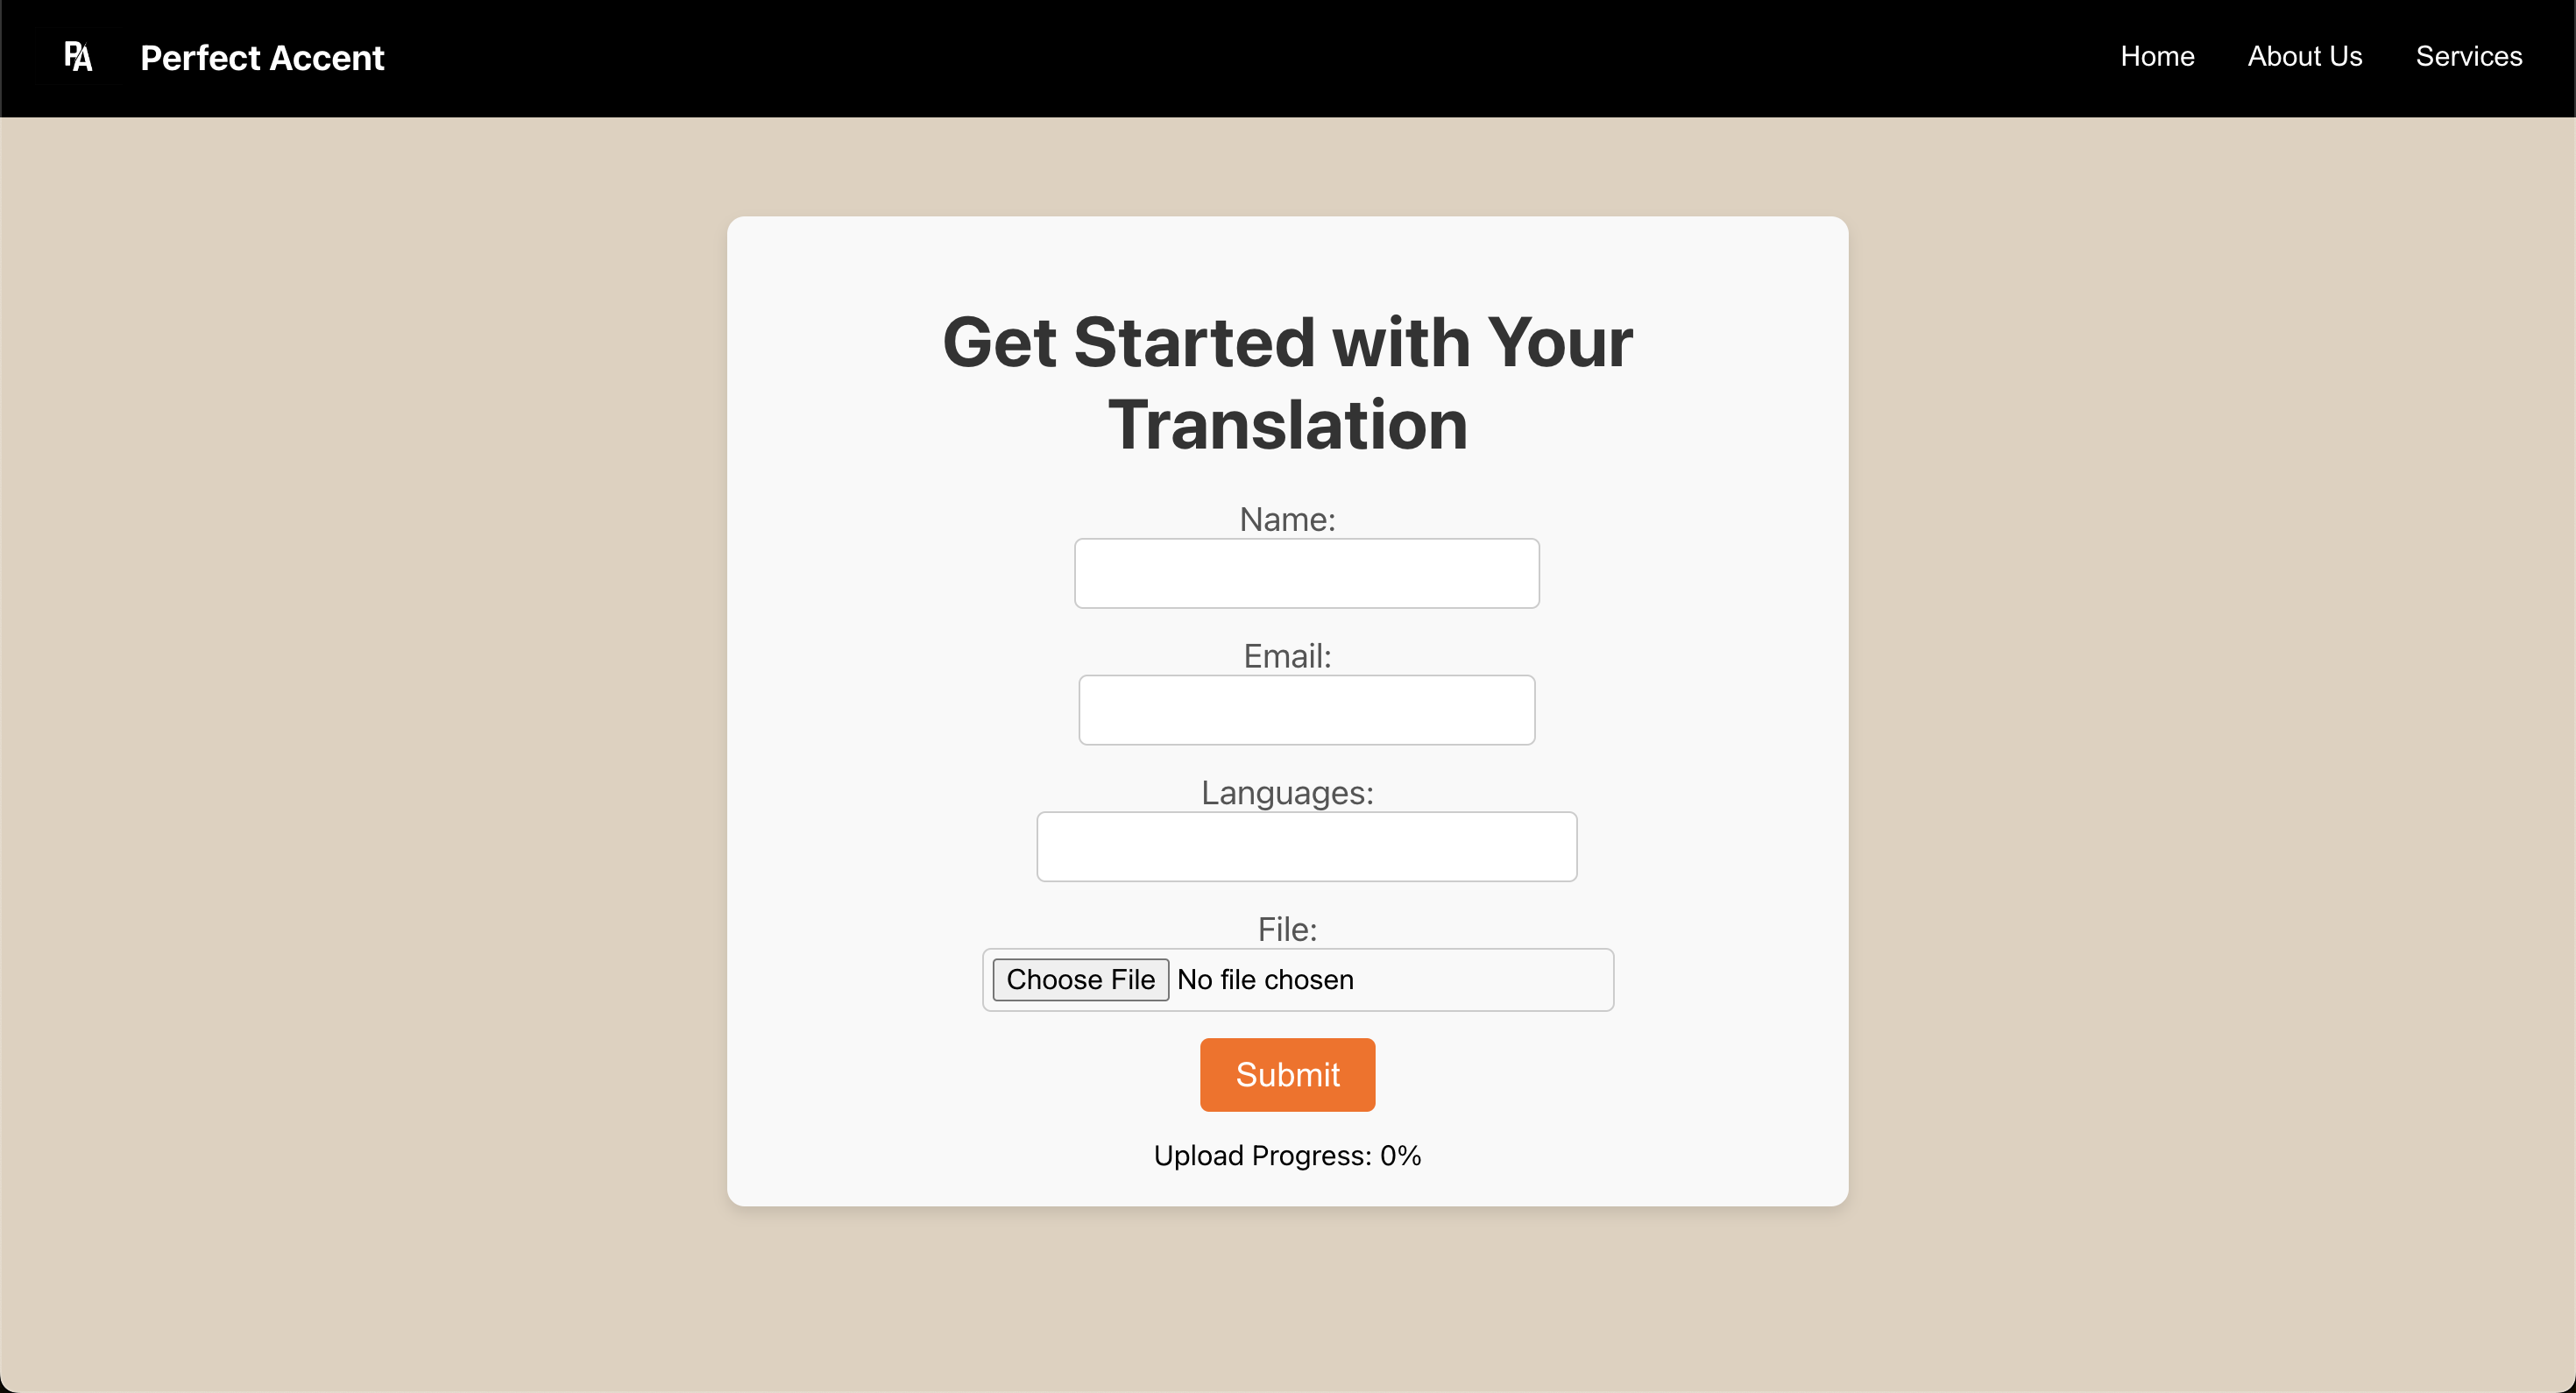 PA Perfect Accent Home About Us Services
Get Started with Your
Translation
Name:
Email:
Languages:
File:
Choose File No file chosen
Submit
Upload Progress: 0%